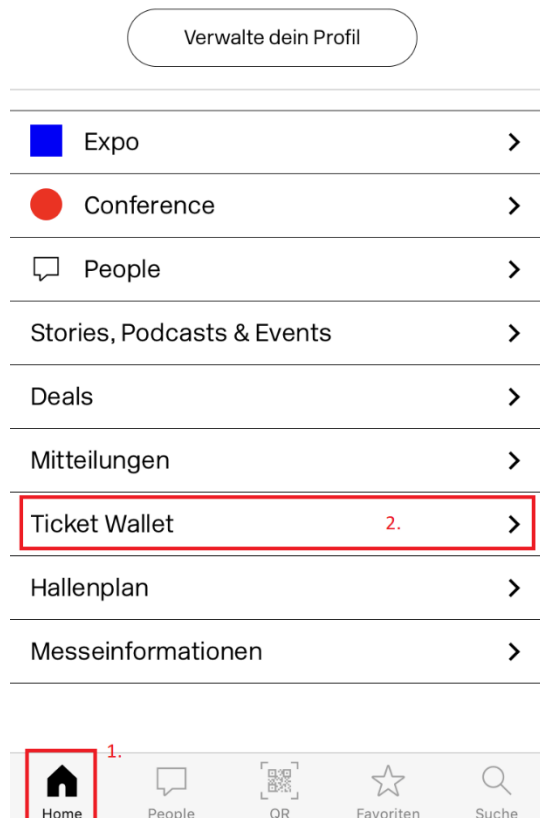 Verwalte dein Profil
Expo
Conference
People
Stories, Podcasts & Events
Deals
Mitteilungen
Ticket Wallet 2.
Hallenplan
Messeinformationen
1.
Home People QR Favoriten Suche